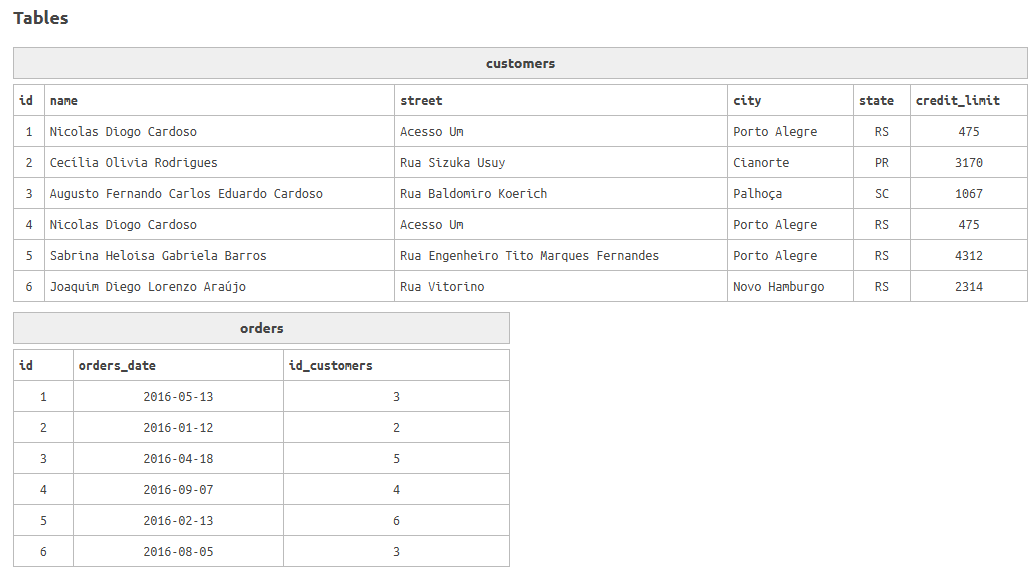 Tables
customers
id name street city state credit_limit
1 Nicolas Diogo Cardoso Acesso Um Porto Alegre RS 475
2 Cecília Olivia Rodrigues Rua Sizuka Usuy Cianorte PR 3170
3 Augusto Fernando Carlos Eduardo Cardoso Rua Baldomiro Koerich Palhoça SC 1067
4 Nicolas Diogo Cardoso Acesso Um Porto Alegre RS 475
5 Sabrina Heloisa Gabriela Barros Rua Engenheiro Tito Marques Fernandes Porto Alegre RS 4312
6 Joaquim Diego Lorenzo Araújo Rua Vitorino Novo Hamburgo RS 2314
orders
id orders_date id_customers
1 2016-05-13 3
2 2016-01-12 2
3 2016-04-18 5
4 2016-09-07 4
5 2016-02-13 6
6 2016-08-05 3